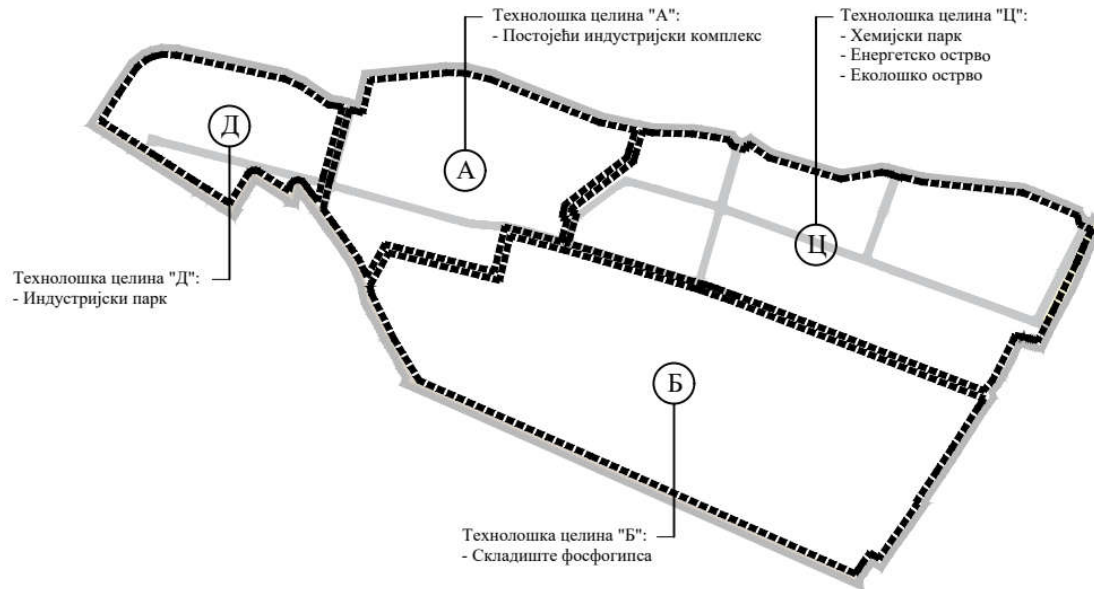 Технолошка целина "А":
- Постојећи индустријски комплекс
Технолошка целина "Ц":
- Хемијски парк
- Енергетско острво
- Еколошко острво
Д
А
Ц
Технолошка целина "Д":
- Индустријски парк
Б
Технолошка целина "Б":
- Складиште фосфогипса